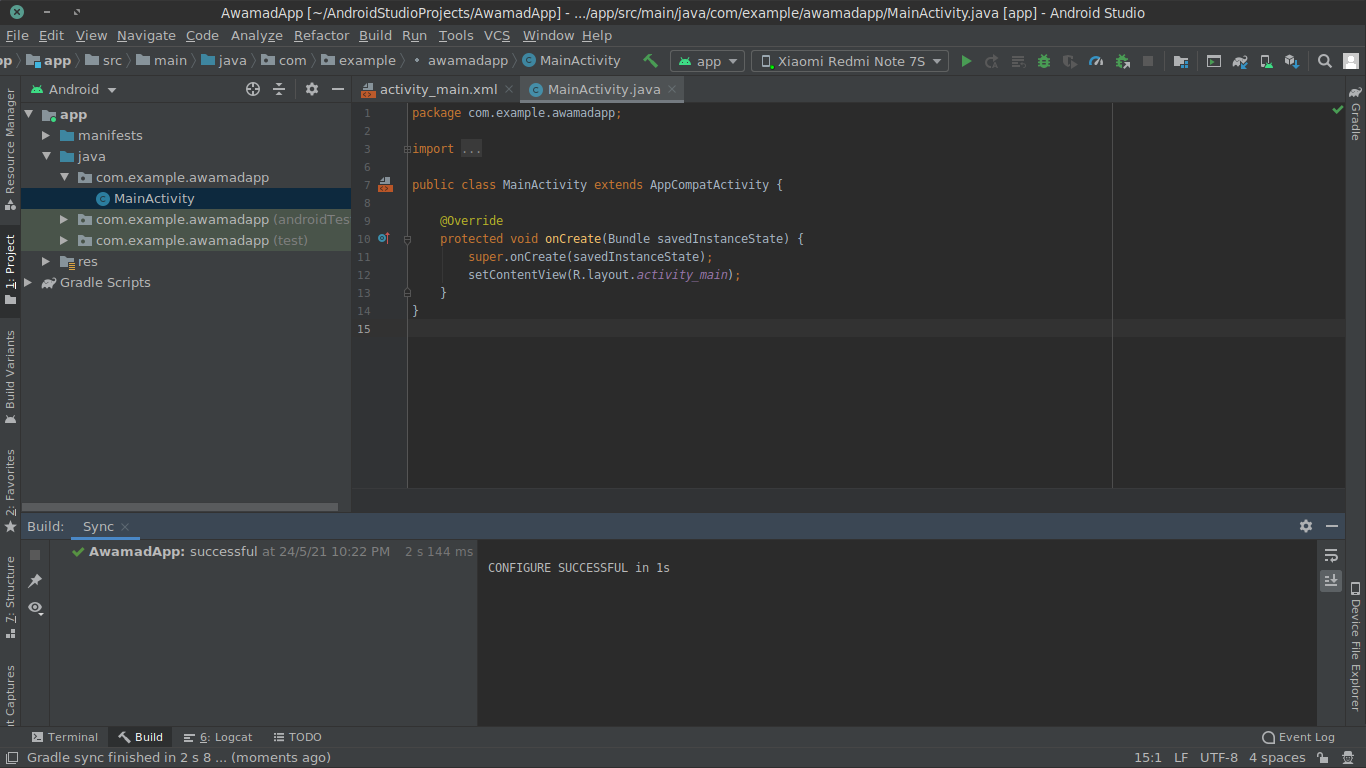 AwamadApp [~/AndroidStudioProjects/AwamadApp] - .../app/src/main/java/com/example/awamadapp/MainActivity.java [app] - Android Studio
File Edit View Navigate Code Analyze Refactor Build Run Tools VCS Window Help
pp app src main java com example awamadapp MainActivity app Xiaomi Redmi Note 7S
Android
activity_main.xml MainActivity.java
app
manifests
java
com.example.awamadapp
MainActivity
com.example.awamadapp (androidTes
com.example.awamadapp (test)
res
Gradle Scripts
1 package com.example.awamadapp;
2
3 import ...
6
7 public class MainActivity extends AppCompatActivity {
8
9 @Override
10 protected void onCreate(Bundle savedInstanceState) {
11 super.onCreate(savedInstanceState);
12 setContentView(R.layout.activity_main);
13 }
14 }
15
Resource Manager
1: Project
Build Variants
2: Favorites
7: Structure
ut Captures
Gradle
Device File Explorer
Build: Sync
AwamadApp: successful at 24/5/21 10:22 PM 2 s 144 ms
CONFIGURE SUCCESSFUL in 1s
Terminal Build 6: Logcat TODO Event Log
Gradle sync finished in 2 s 8 ... (moments ago) 15:1 LF UTF-8 4 spaces